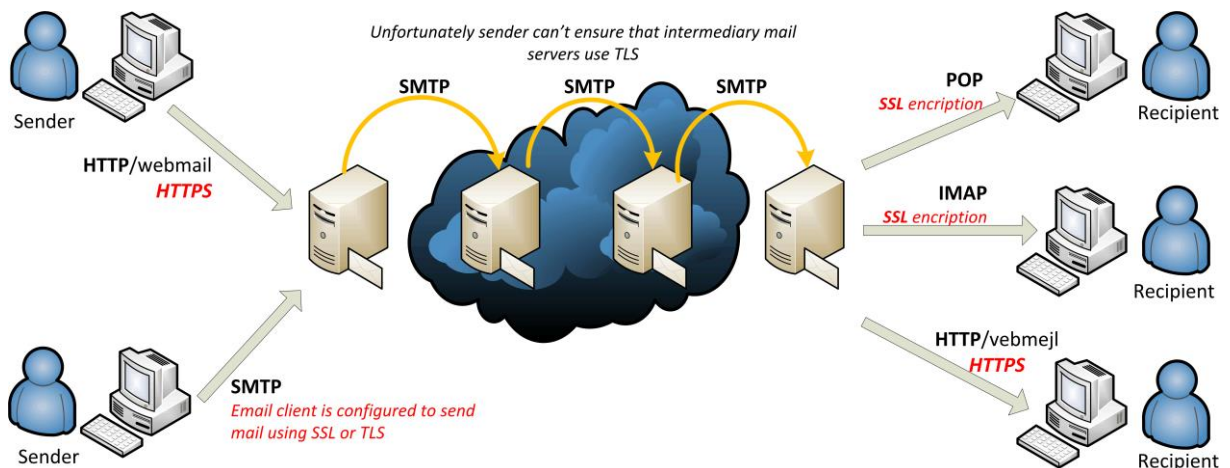 Unfortunately sender can't ensure that intermediary mail
servers use TLS
SMTP
SMTP
SMTP
Sender
HTTP/webmail
HTTPS
Sender
SMTP
Email client is configured to send
mail using SSL or TLS
POP
SSL encription
Recipient
IMAP
SSL encription
Recipient
HTTP/vebmejl
HTTPS
Recipient